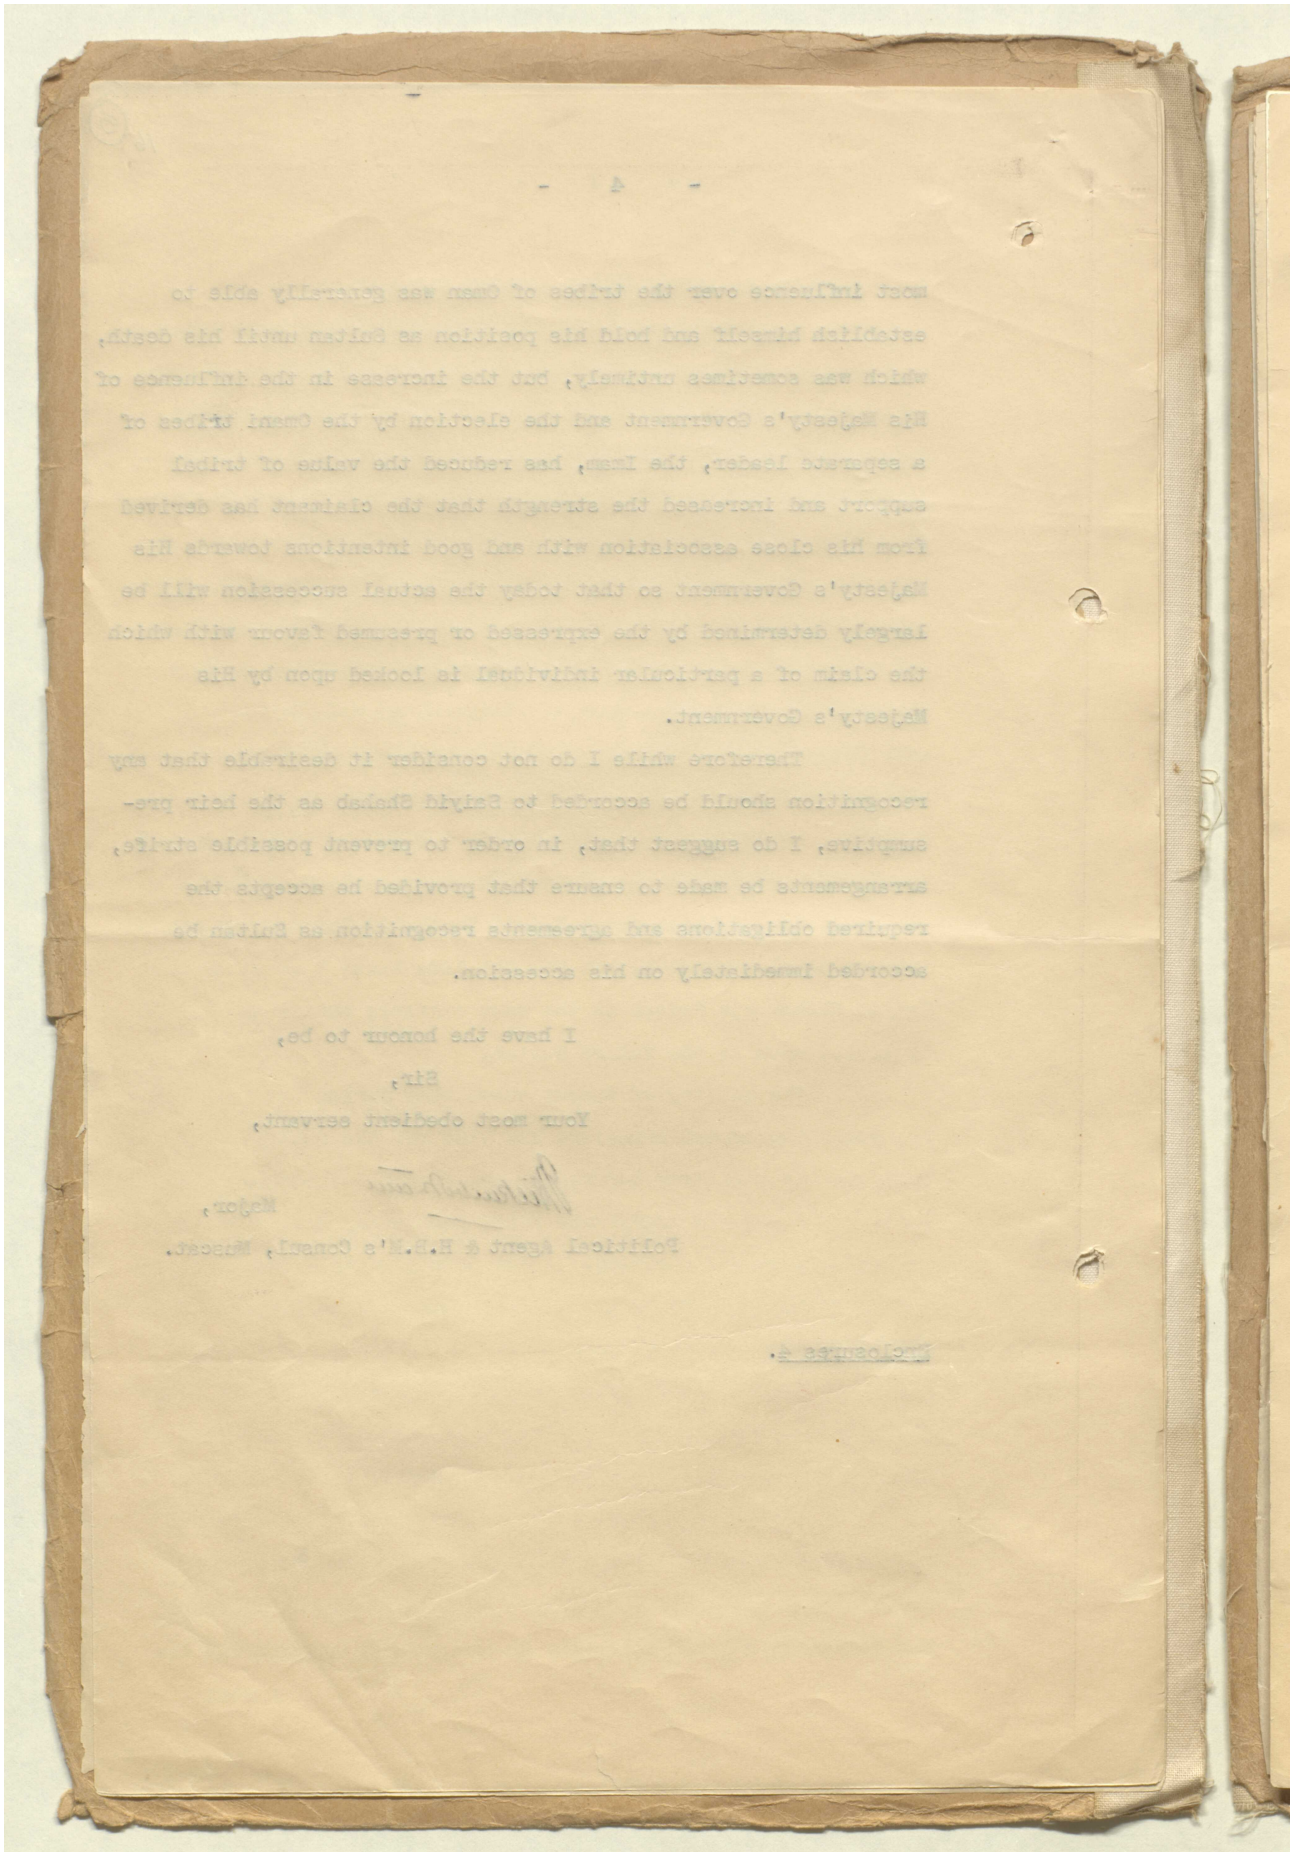 - 4 -
most influence over the tribes of Oman was generally able to
establish himself and hold his position as Sultan until his death,
which was sometimes untimely, but the increase in the influence of
His Majesty's Government and the election by the Omani tribes of
a separate leader, the Imam, has reduced the value of tribal
support and increased the strength that the claimant has derived
from his close association with and good intentions towards His
Majesty's Government so that today the actual succession will be
largely determined by the expressed or presumed favour with which
the claim of a particular individual is looked upon by His
Majesty's Government.
Therefore while I do not consider it desirable that any
recognition should be accorded to Saiyid Shahab as the heir pre-
sumptive, I do suggest that, in order to prevent possible strife,
arrangements be made to ensure that provided he accepts the
required obligations and agreements recognition as Sultan be
accorded immediately on his accession.
I have the honour to be,
Sir,
Your most obedient servant,
Major,
Political Agent & H.B.M's Consul, Muscat.
Enclosures 4.